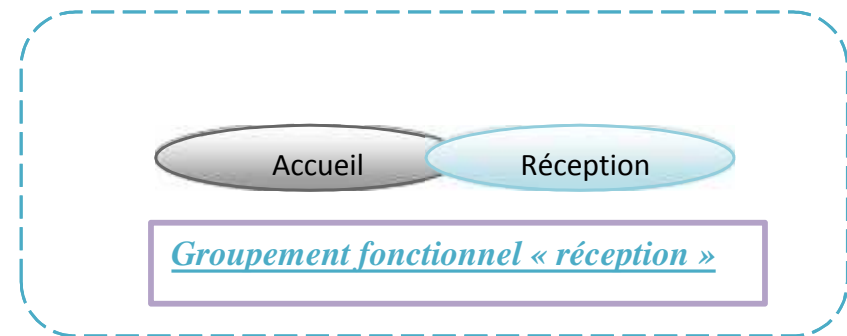 Accueil Réception
Groupement fonctionnel « réception »